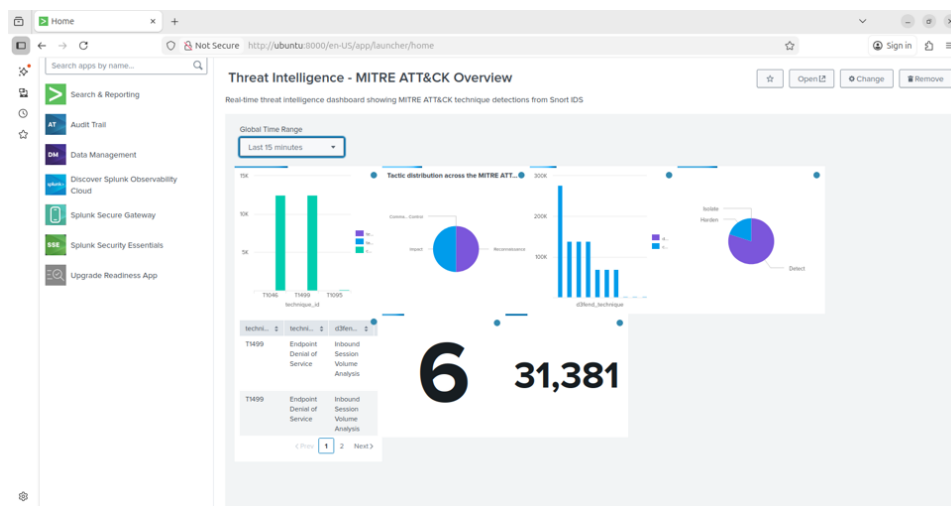 Home
Not Secure http://ubuntu:8000/en-US/app/launcher/home
Sign in
Search apps by name...
Search & Reporting
AT
Audit Trail
DM
Data Management
Discover Splunk Observability
Cloud
Splunk Secure Gateway
SSE
Splunk Security Essentials
Upgrade Readiness App
Threat Intelligence - MITRE ATT&CK Overview
Open
Change
Remove
Real-time threat intelligence dashboard showing MITRE ATT&CK technique detections from Snort IDS
Global Time Range
Last 15 minutes
15K
10K
5K
T1046 T1499 T1095
technique_id
Tactic distribution across the MITRE ATT...
Comma...Control
Impact
Reconnaissance
300K
200K
100K
d3fend_technique
Isolate
Harden
Detect
techni... techni... d3fen...
T1499 Endpoint Denial of Service Inbound Session Volume Analysis
T1499 Endpoint Denial of Service Inbound Session Volume Analysis
< Prev 1 2 Next >
6
31,381